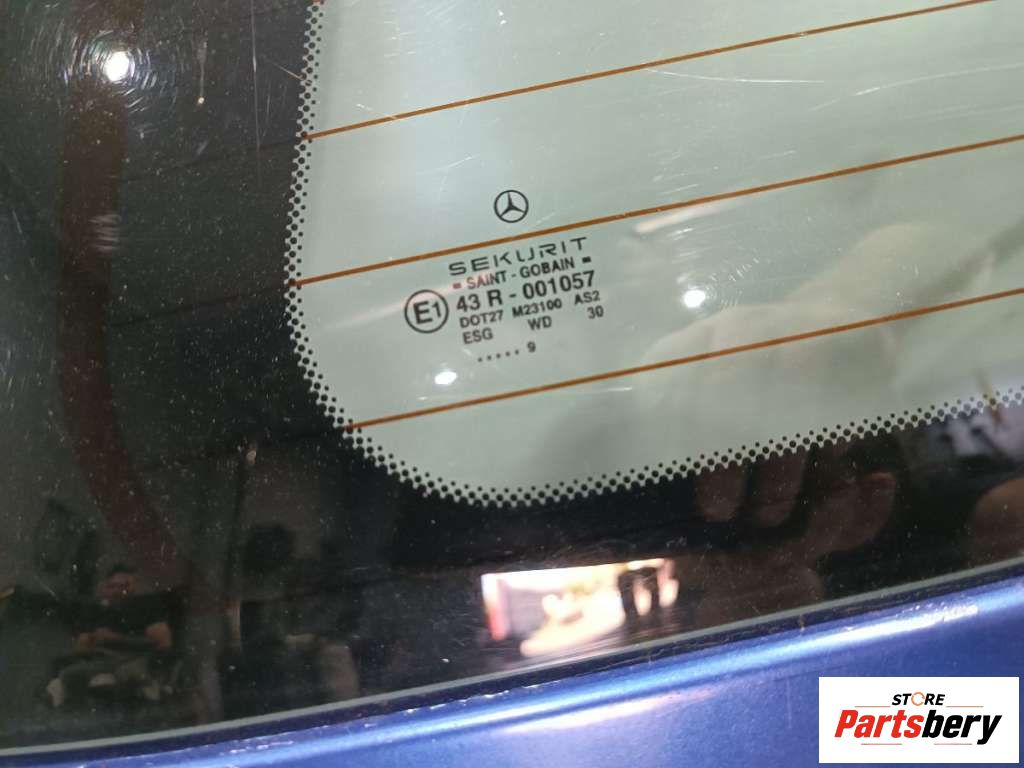 SEKURIT
SAINT - GOBAIN
E1 43 R - 001057
DOT27 M23100 AS2
ESG WD 30
..... 9
STORE
Partsbery